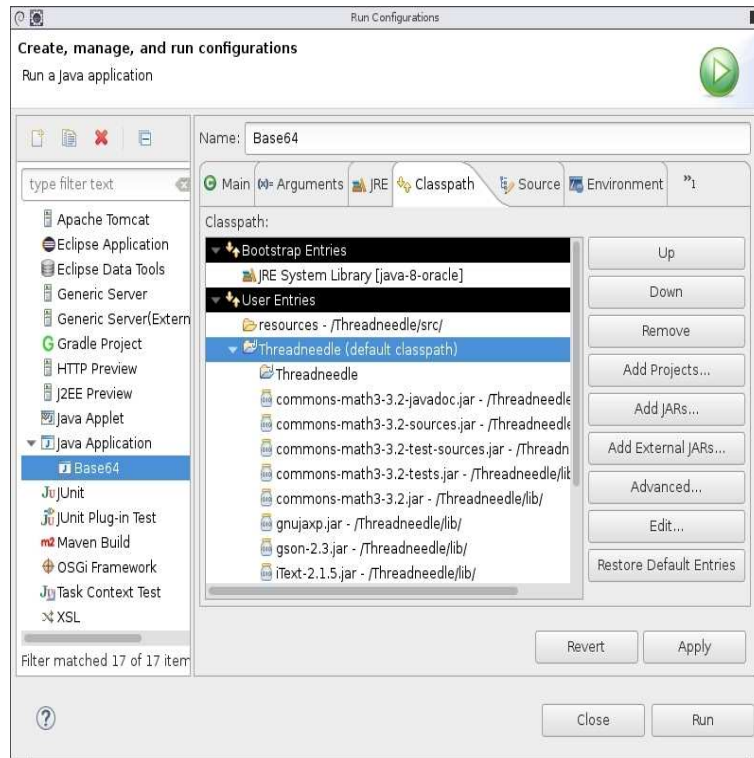 Run Configurations
Create, manage, and run configurations
Run a Java application
type filter text
Apache Tomcat
Eclipse Application
Eclipse Data Tools
Generic Server
Generic Server(Extern
Gradle Project
HTTP Preview
J2EE Preview
Java Applet
Java Application
Base64
JUnit
JUnit Plug-in Test
Maven Build
OSGi Framework
Task Context Test
XSL
Filter matched 17 of 17 item
Name: Base64
Main (x)= Arguments JRE Classpath Source Environment »1
Classpath:
Bootstrap Entries
JRE System Library [java-8-oracle]
User Entries
resources - /Threadneedle/src/
Threadneedle (default classpath)
Threadneedle
commons-math3-3.2-javadoc.jar - /Threadneedle
commons-math3-3.2-sources.jar - /Threadneedle
commons-math3-3.2-test-sources.jar - /Threadn
commons-math3-3.2-tests.jar - /Threadneedle/lib
commons-math3-3.2.jar - /Threadneedle/lib/
gnujaxp.jar - /Threadneedle/lib/
gson-2.3.jar - /Threadneedle/lib/
iText-2.1.5.jar - /Threadneedle/lib/
Up
Down
Remove
Add Projects...
Add JARs...
Add External JARs...
Advanced...
Edit...
Restore Default Entries
Revert Apply
Close Run